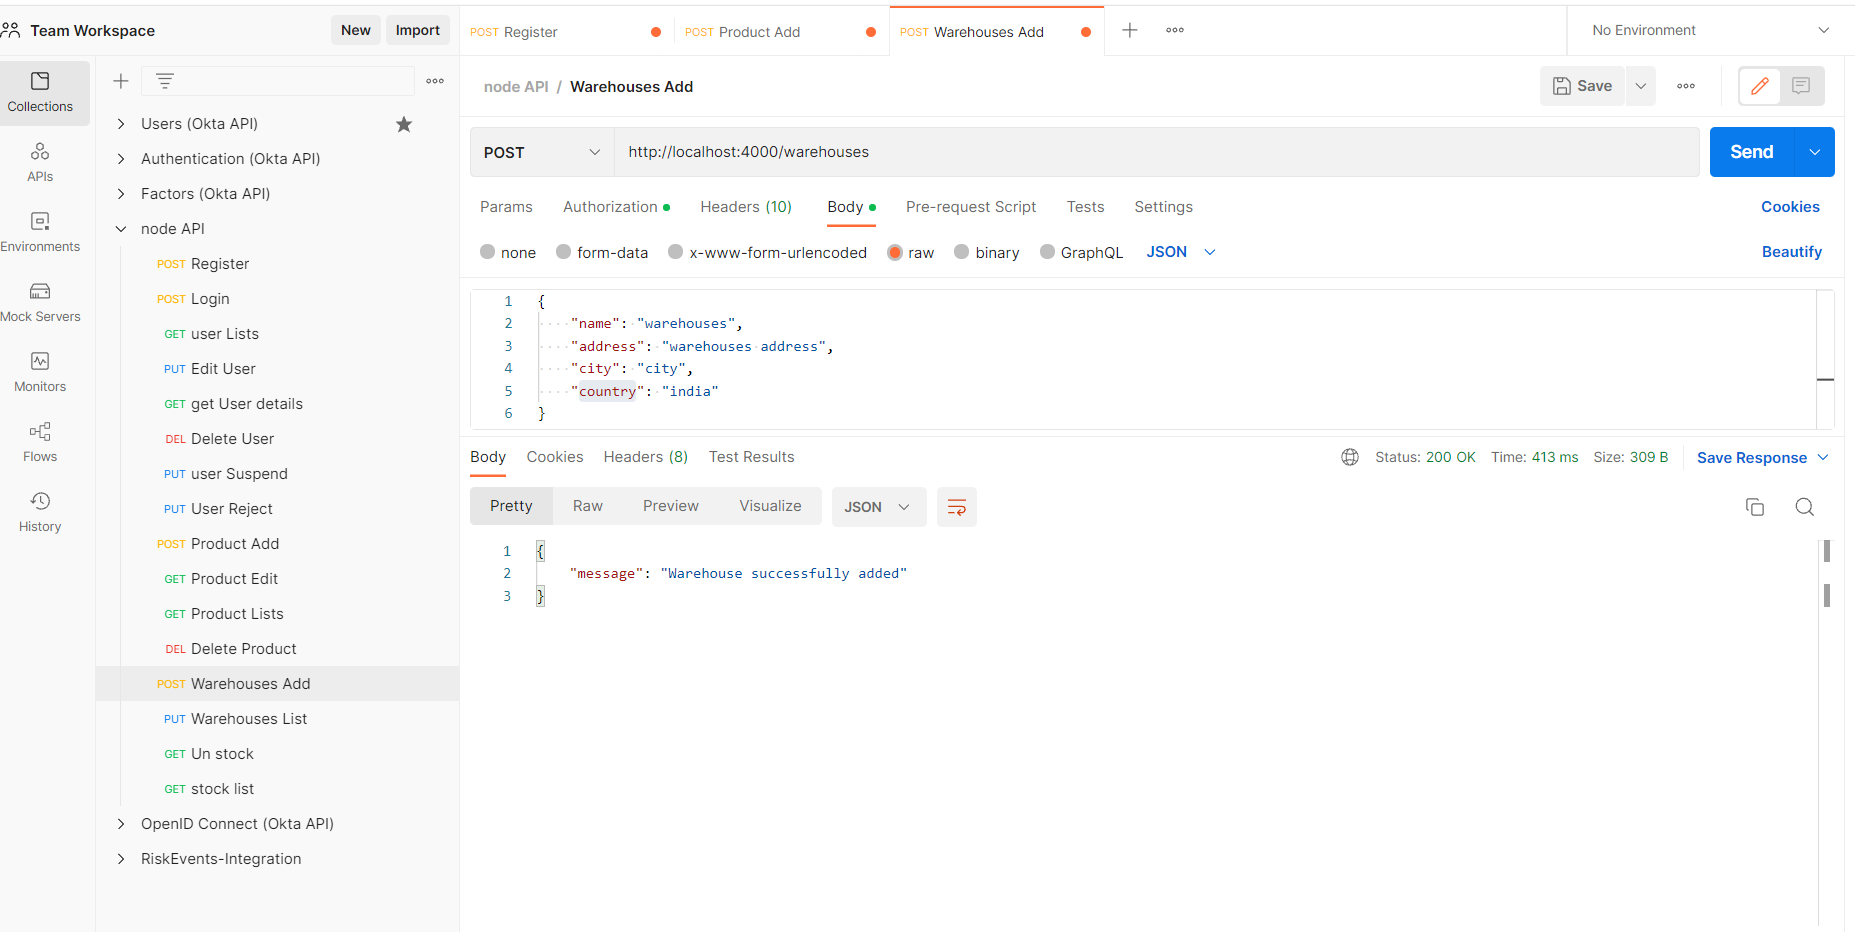 Team Workspace
New
Import
POST Register
POST Product Add
POST Warehouses Add
No Environment
Collections
APIs
Environments
Mock Servers
Monitors
Flows
History
Users (Okta API)
Authentication (Okta API)
Factors (Okta API)
node API
POST Register
POST Login
GET user Lists
PUT Edit User
GET get User details
DEL Delete User
PUT user Suspend
PUT User Reject
POST Product Add
GET Product Edit
GET Product Lists
DEL Delete Product
POST Warehouses Add
PUT Warehouses List
GET Un stock
GET stock list
OpenID Connect (Okta API)
RiskEvents-Integration
node API / Warehouses Add
Save
POST
http://localhost:4000/warehouses
Send
Params Authorization Headers (10) Body Pre-request Script Tests Settings Cookies
none form-data x-www-form-urlencoded raw binary GraphQL JSON Beautify
1 {
2 "name": "warehouses",
3 "address": "warehouses address",
4 "city": "city",
5 "country": "india"
6 }
Body Cookies Headers (8) Test Results Status: 200 OK Time: 413 ms Size: 309 B Save Response
Pretty Raw Preview Visualize JSON
1 {
2 "message": "Warehouse successfully added"
3 }